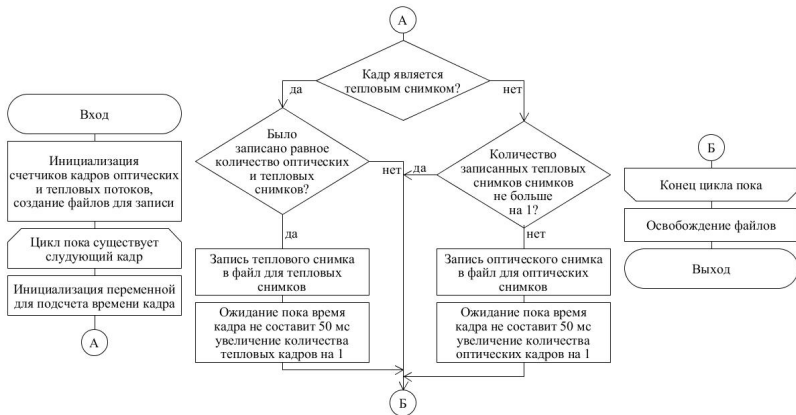 Вход
Инициализация
счетчиков кадров оптических
и тепловых потоков,
создание файлов для записи
Цикл пока существует
слудующий кадр
Инициализация переменной
для подсчета времени кадра
А
А
Кадр является
тепловым снимком?
да
нет
Было
записано равное
количество оптических
и тепловых
снимков?
нет
да
Запись теплового снимка
в файл для тепловых
снимков
Ожидание пока время
кадра не составит 50 мс
увеличение количества
тепловых кадров на 1
Количество
записанных тепловых
снимков снимков
не больше
на 1?
да
нет
Запись оптического снимка
в файл для оптических
снимков
Ожидание пока время
кадра не составит 50 мс
увеличение количества
оптических кадров на 1
Б
Б
Конец цикла пока
Освобождение файлов
Выход